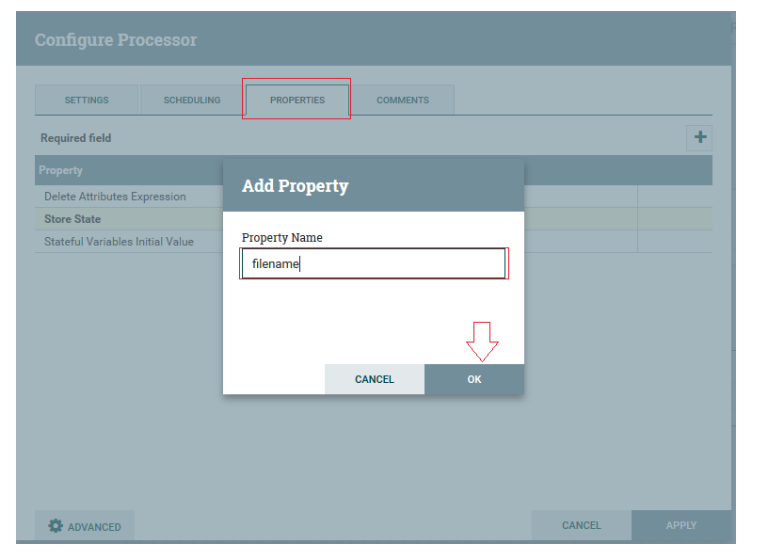 Configure Processor
SETTINGS SCHEDULING PROPERTIES COMMENTS
Required field
Property
Add Property
Delete Attributes Expression
Store State
Stateful Variables Initial Value
Property Name
filename
CANCEL OK
ADVANCED CANCEL APPLY